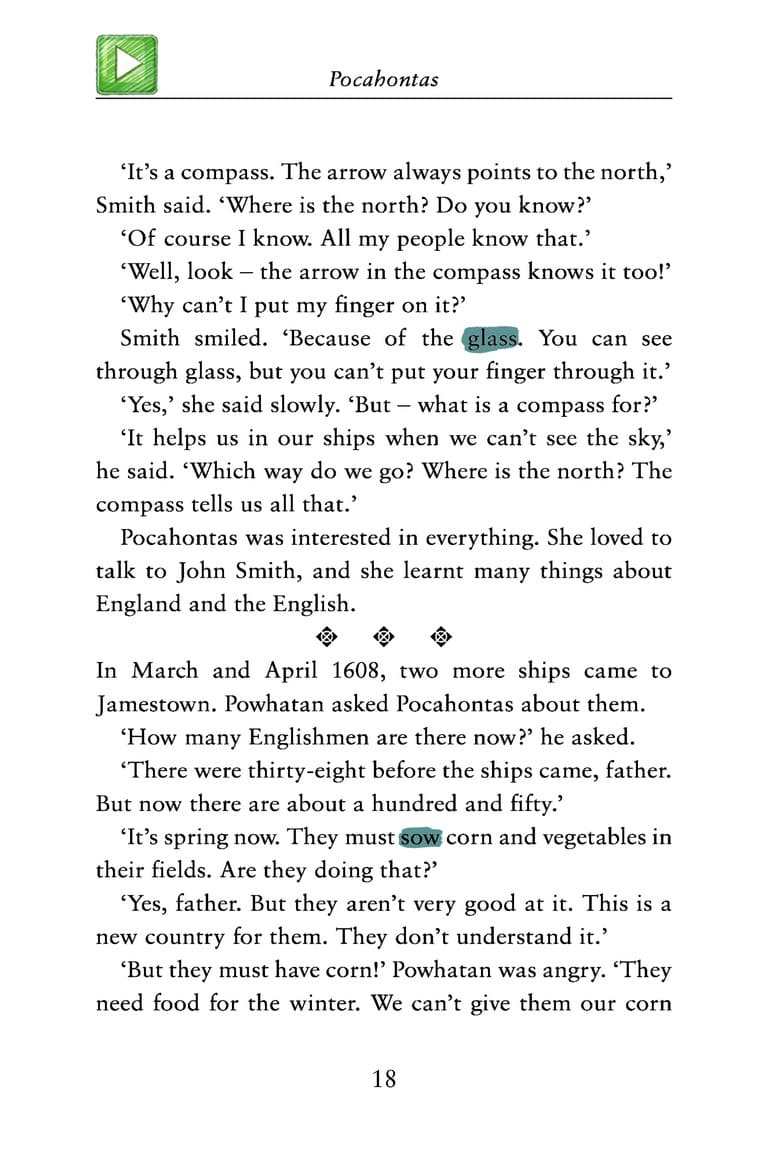 Pocahontas
‘It’s a compass. The arrow always points to the north,’
Smith said. ‘Where is the north? Do you know?’
‘Of course I know. All my people know that.’
‘Well, look – the arrow in the compass knows it too!’
‘Why can’t I put my finger on it?’
Smith smiled. ‘Because of the glass. You can see
through glass, but you can’t put your finger through it.’
‘Yes,’ she said slowly. ‘But – what is a compass for?’
‘It helps us in our ships when we can’t see the sky,’
he said. ‘Which way do we go? Where is the north? The
compass tells us all that.’
Pocahontas was interested in everything. She loved to
talk to John Smith, and she learnt many things about
England and the English.
In March and April 1608, two more ships came to
Jamestown. Powhatan asked Pocahontas about them.
‘How many Englishmen are there now?’ he asked.
‘There were thirty-eight before the ships came, father.
But now there are about a hundred and fifty.’
‘It’s spring now. They must sow corn and vegetables in
their fields. Are they doing that?’
‘Yes, father. But they aren’t very good at it. This is a
new country for them. They don’t understand it.’
‘But they must have corn!’ Powhatan was angry. ‘They
need food for the winter. We can’t give them our corn
18